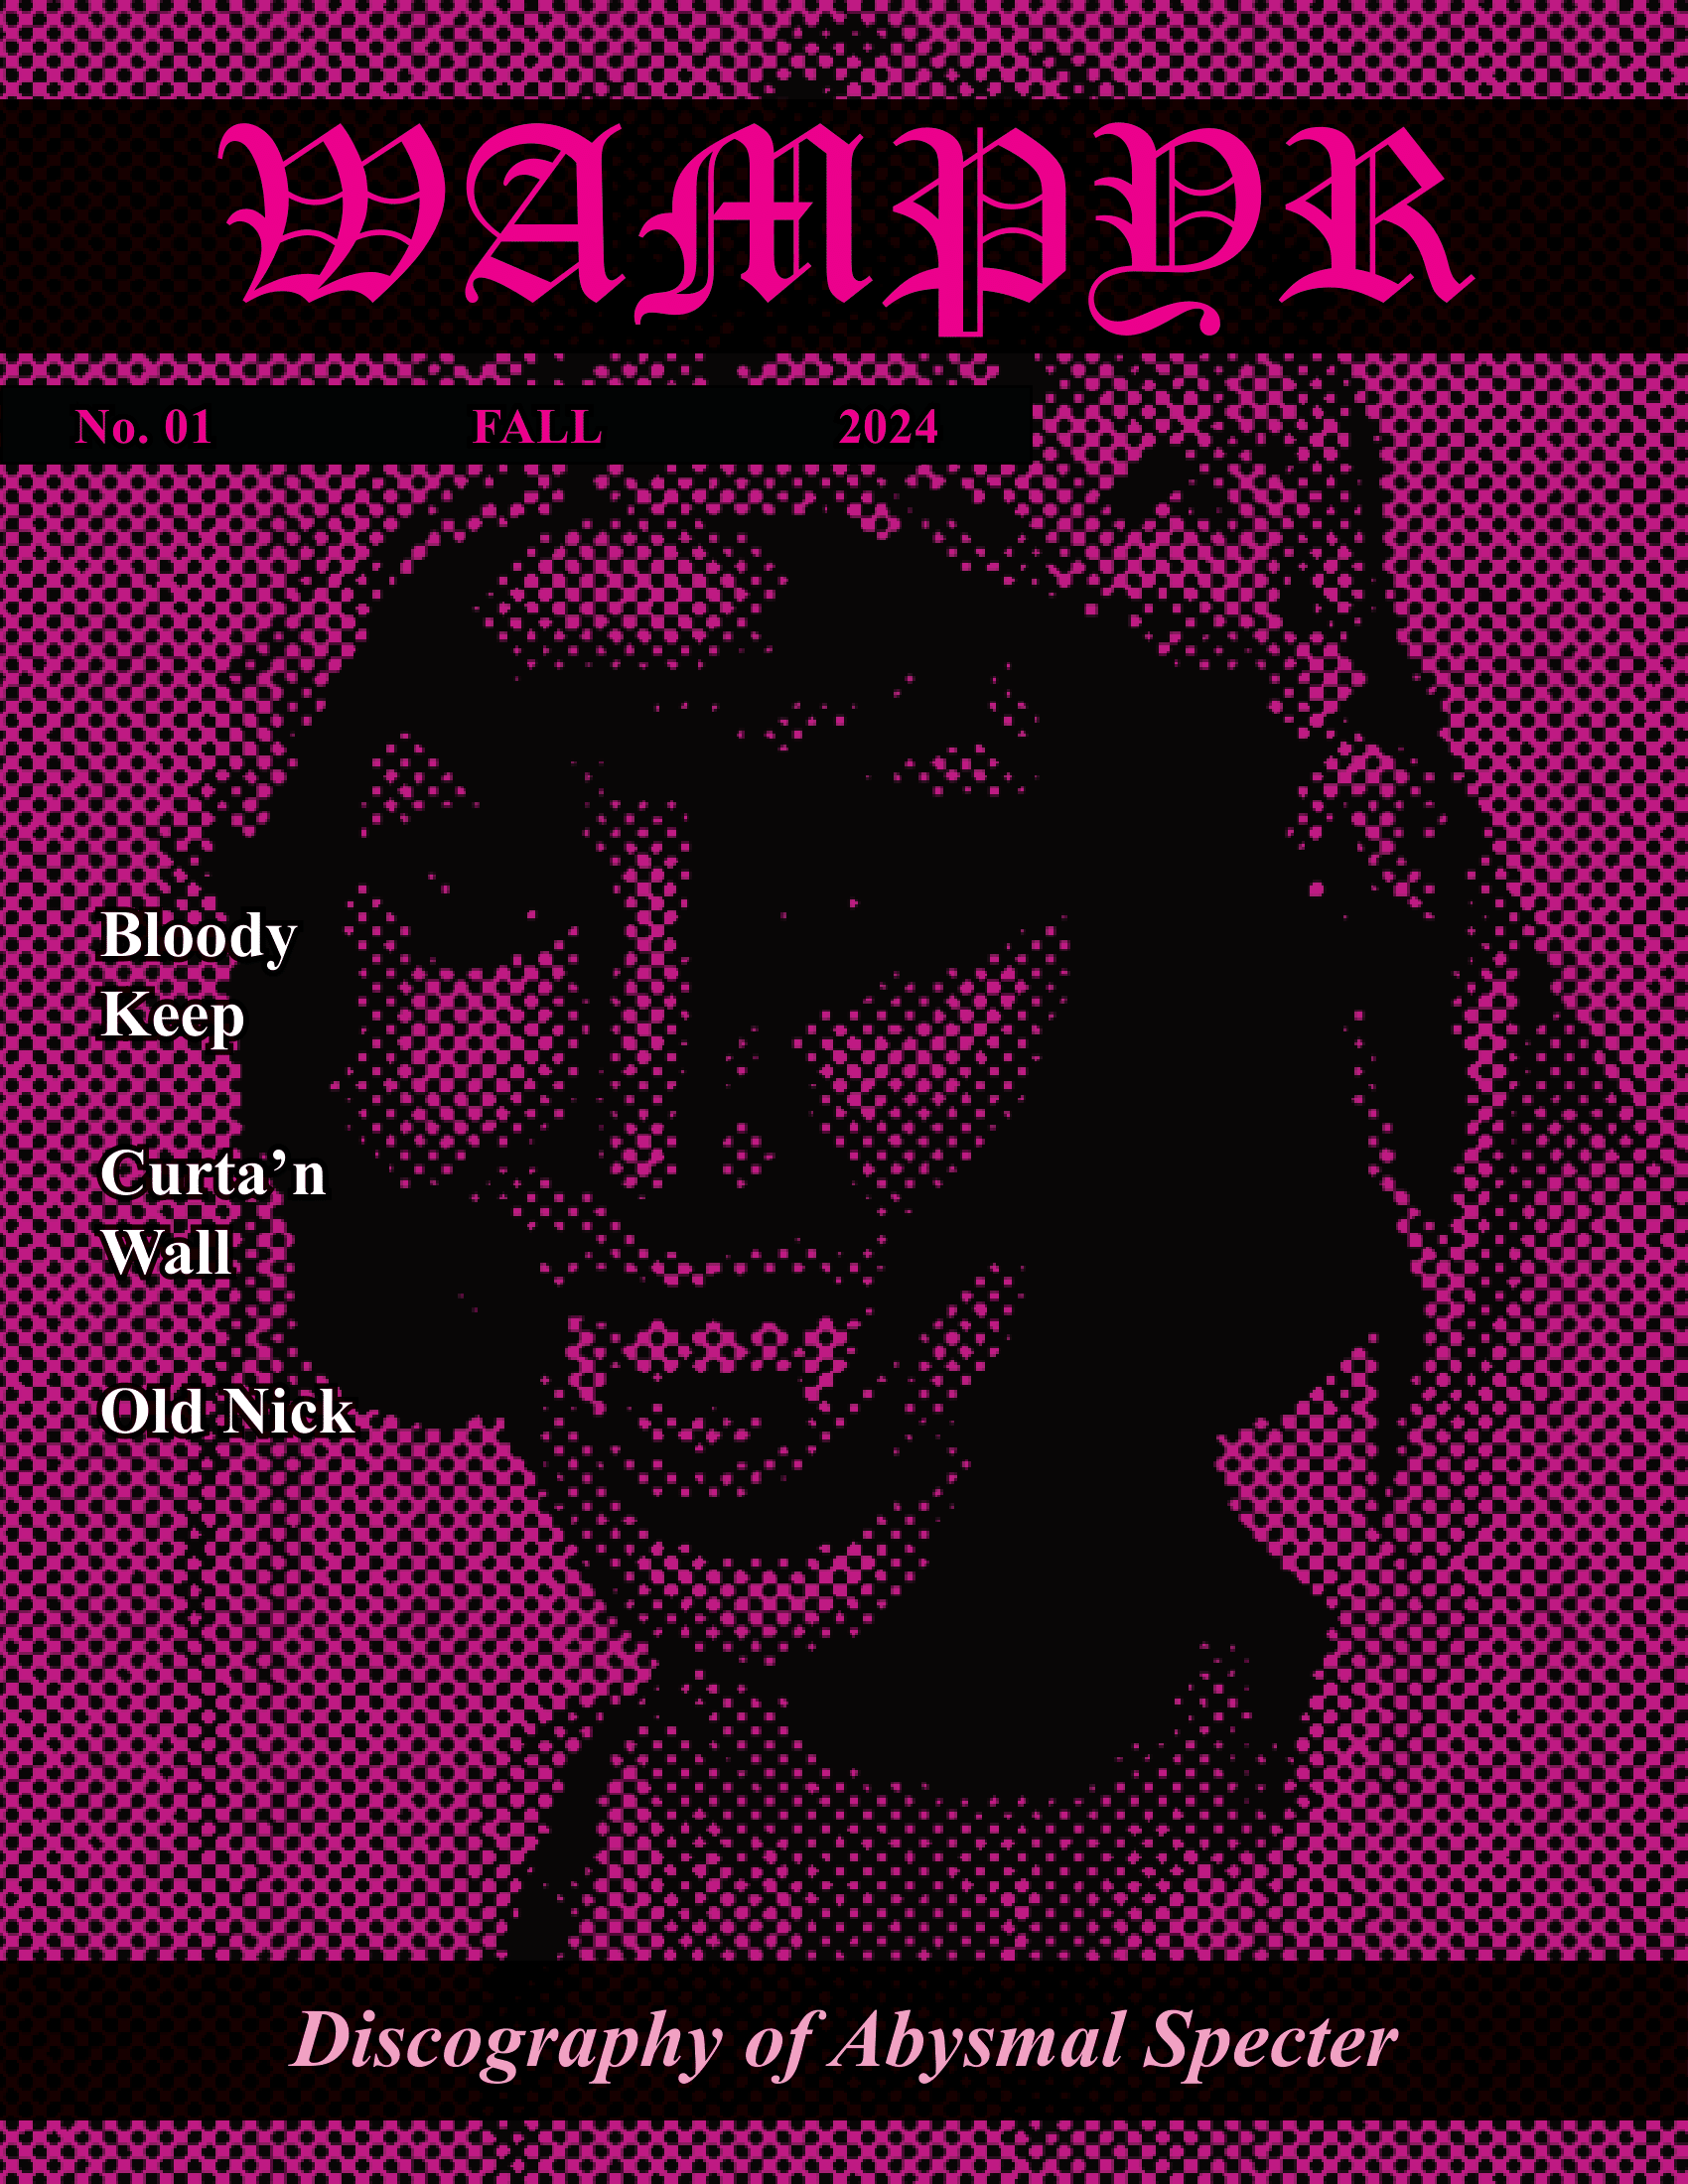 WAMPYR
No. 01 FALL 2024
Bloody
Keep
Curta’n
Wall
Old Nick
Discography of Abysmal Specter